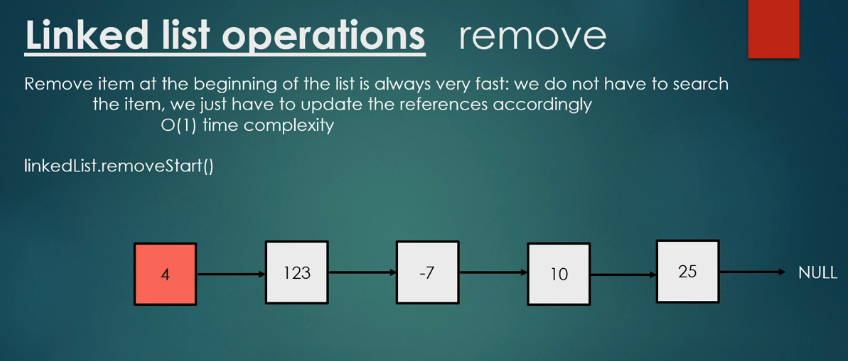 Linked list operations remove
Remove item at the beginning of the list is always very fast: we do not have to search
the item, we just have to update the references accordingly
O(1) time complexity
linkedList.removeStart()
4 123 -7 10 25 NULL